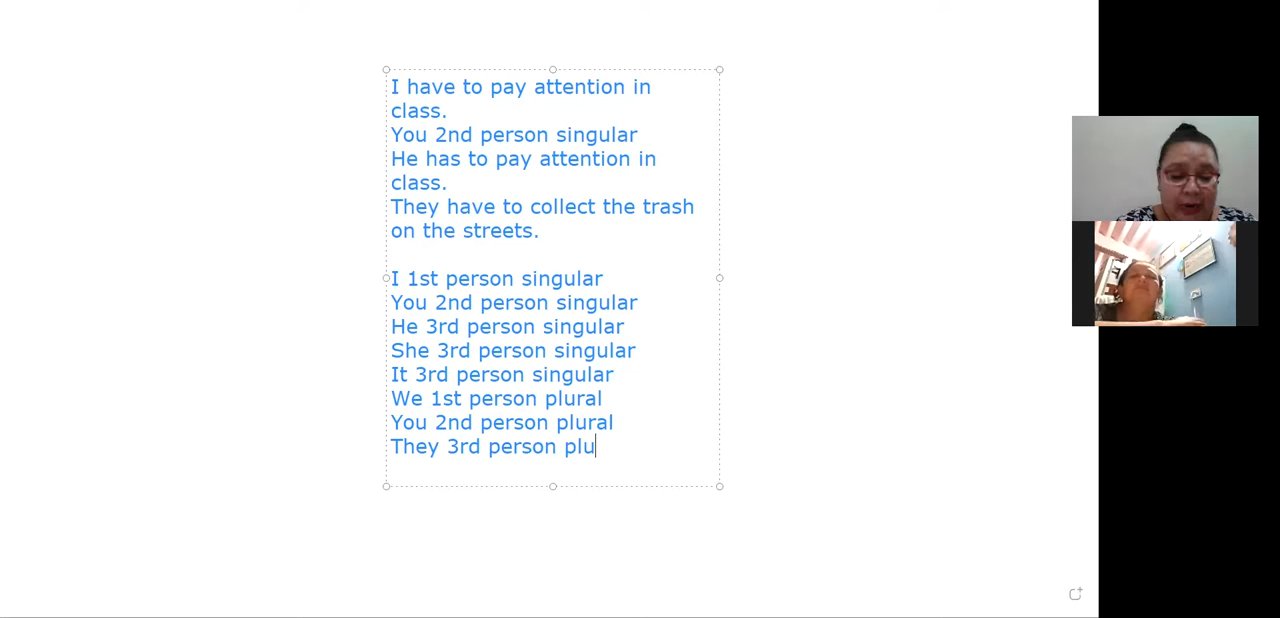 I have to pay attention in
class.
You 2nd person singular
He has to pay attention in
class.
They have to collect the trash
on the streets.
I 1st person singular
You 2nd person singular
He 3rd person singular
She 3rd person singular
It 3rd person singular
We 1st person plural
You 2nd person plural
They 3rd person plu